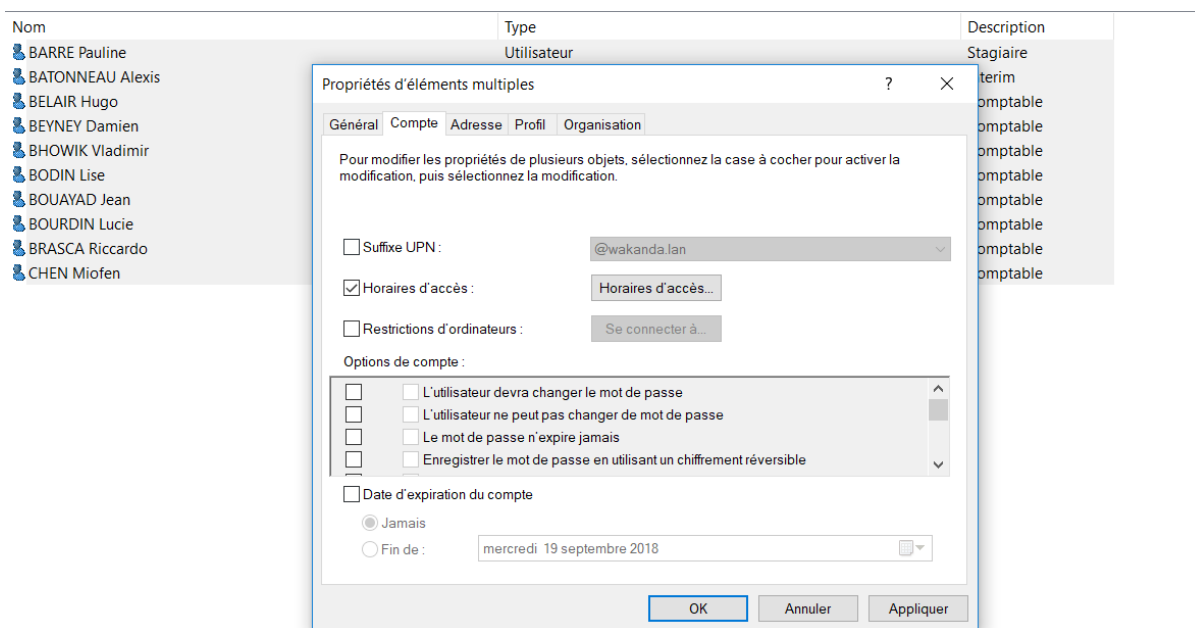 Nom Type Description
BARRE Pauline Utilisateur Stagiaire
BATONNEAU Alexis terim
BELAIR Hugo omptable
BEYNEY Damien omptable
BHOWIK Vladimir omptable
BODIN Lise omptable
BOUAYAD Jean omptable
BOURDIN Lucie omptable
BRASCA Riccardo omptable
CHEN Miofen omptable
Propriétés d'éléments multiples ?
Général Compte Adresse Profil Organisation
Pour modifier les propriétés de plusieurs objets, sélectionnez la case à cocher pour activer la
modification, puis sélectionnez la modification.
Suffixe UPN : @wakanda.lan
Horaires d'accès : Horaires d'accès...
Restrictions d'ordinateurs : Se connecter à...
Options de compte :
L'utilisateur devra changer le mot de passe
L'utilisateur ne peut pas changer de mot de passe
Le mot de passe n'expire jamais
Enregistrer le mot de passe en utilisant un chiffrement réversible
Date d'expiration du compte
Jamais
Fin de : mercredi 19 septembre 2018
OK Annuler Appliquer